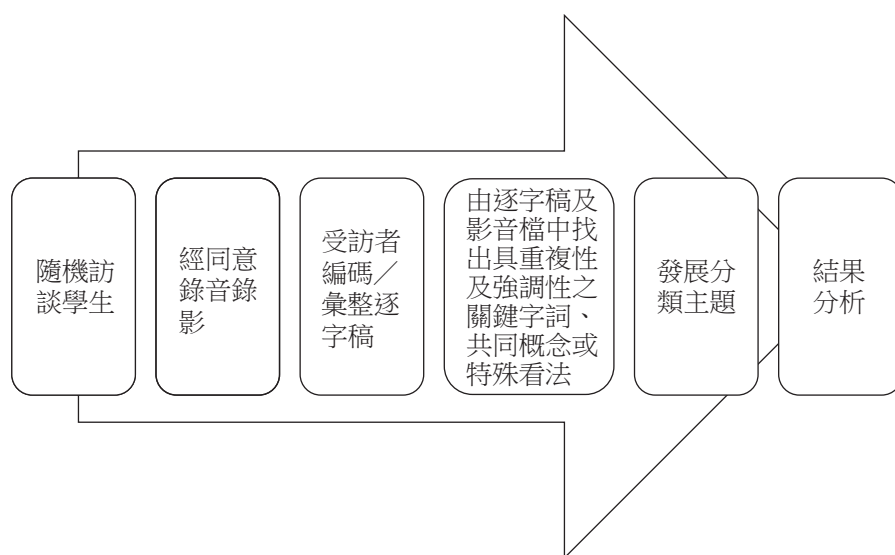 隨機訪
談學生
經同意
錄音錄
影
受訪者
編碼／
彙整逐
字稿
由逐字稿及
影音檔中找
出具重複性
及強調性之
關鍵字詞、
共同概念或
特殊看法
發展分
類主題
結果
分析